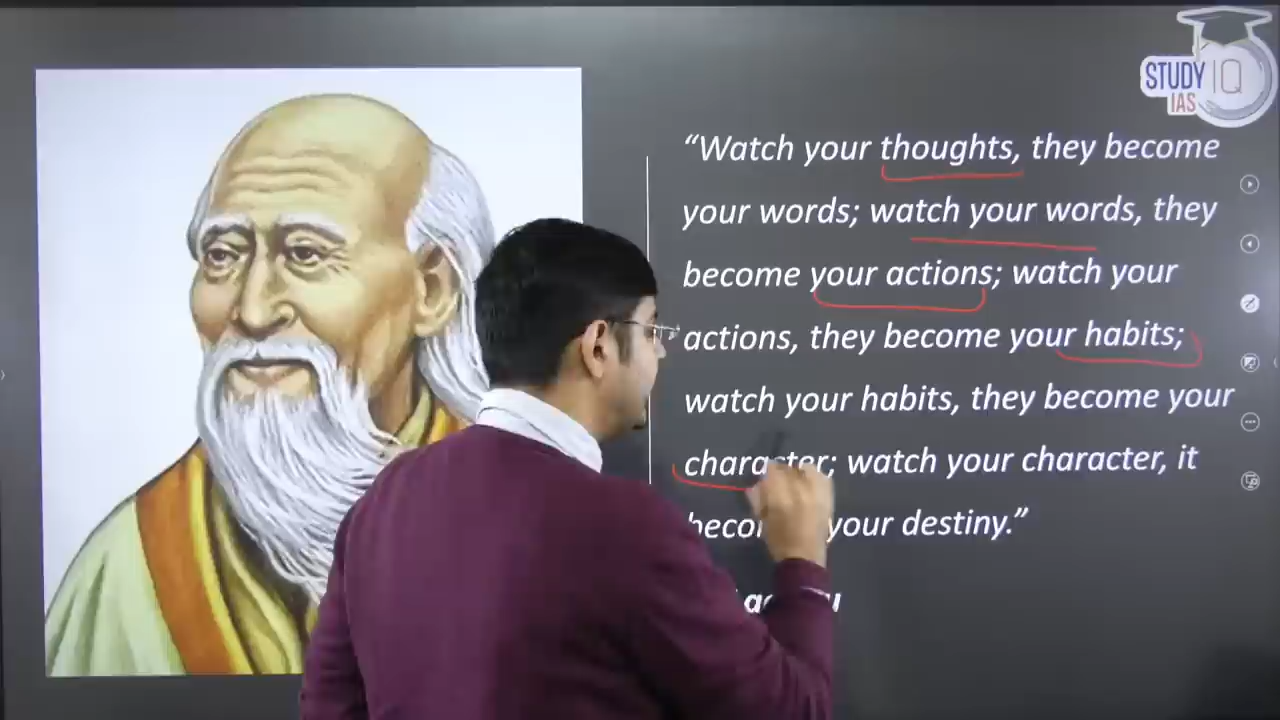 STUDY IQ
IAS
“Watch your thoughts, they become
your words; watch your words, they
become your actions; watch your
actions, they become your habits;
watch your habits, they become your
character; watch your character, it
your destiny.”